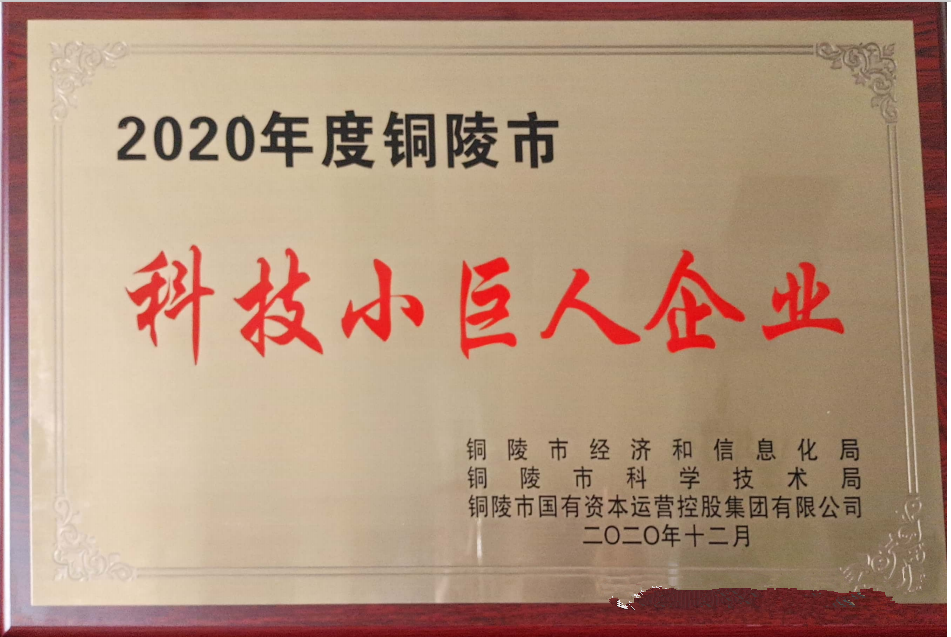 2020年度铜陵市
科技小巨人企业
铜陵市经济和信息化局
铜陵市科学技术局
铜陵市国有资本运营控股集团有限公司
二〇二〇年十二月